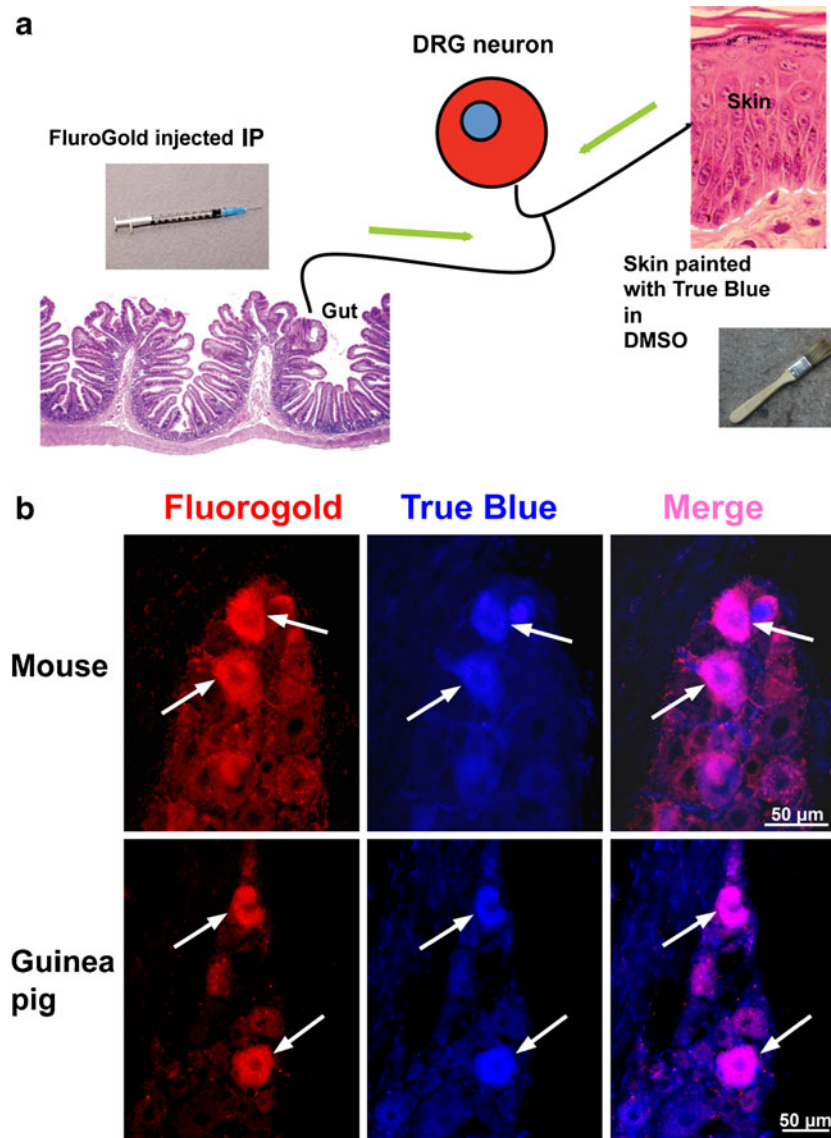 a
DRG neuron
Skin
FluroGold injected IP
Gut
Skin painted
with True Blue
in
DMSO
b
Fluorogold True Blue Merge
Mouse
50 µm
Guinea
pig
50 µm